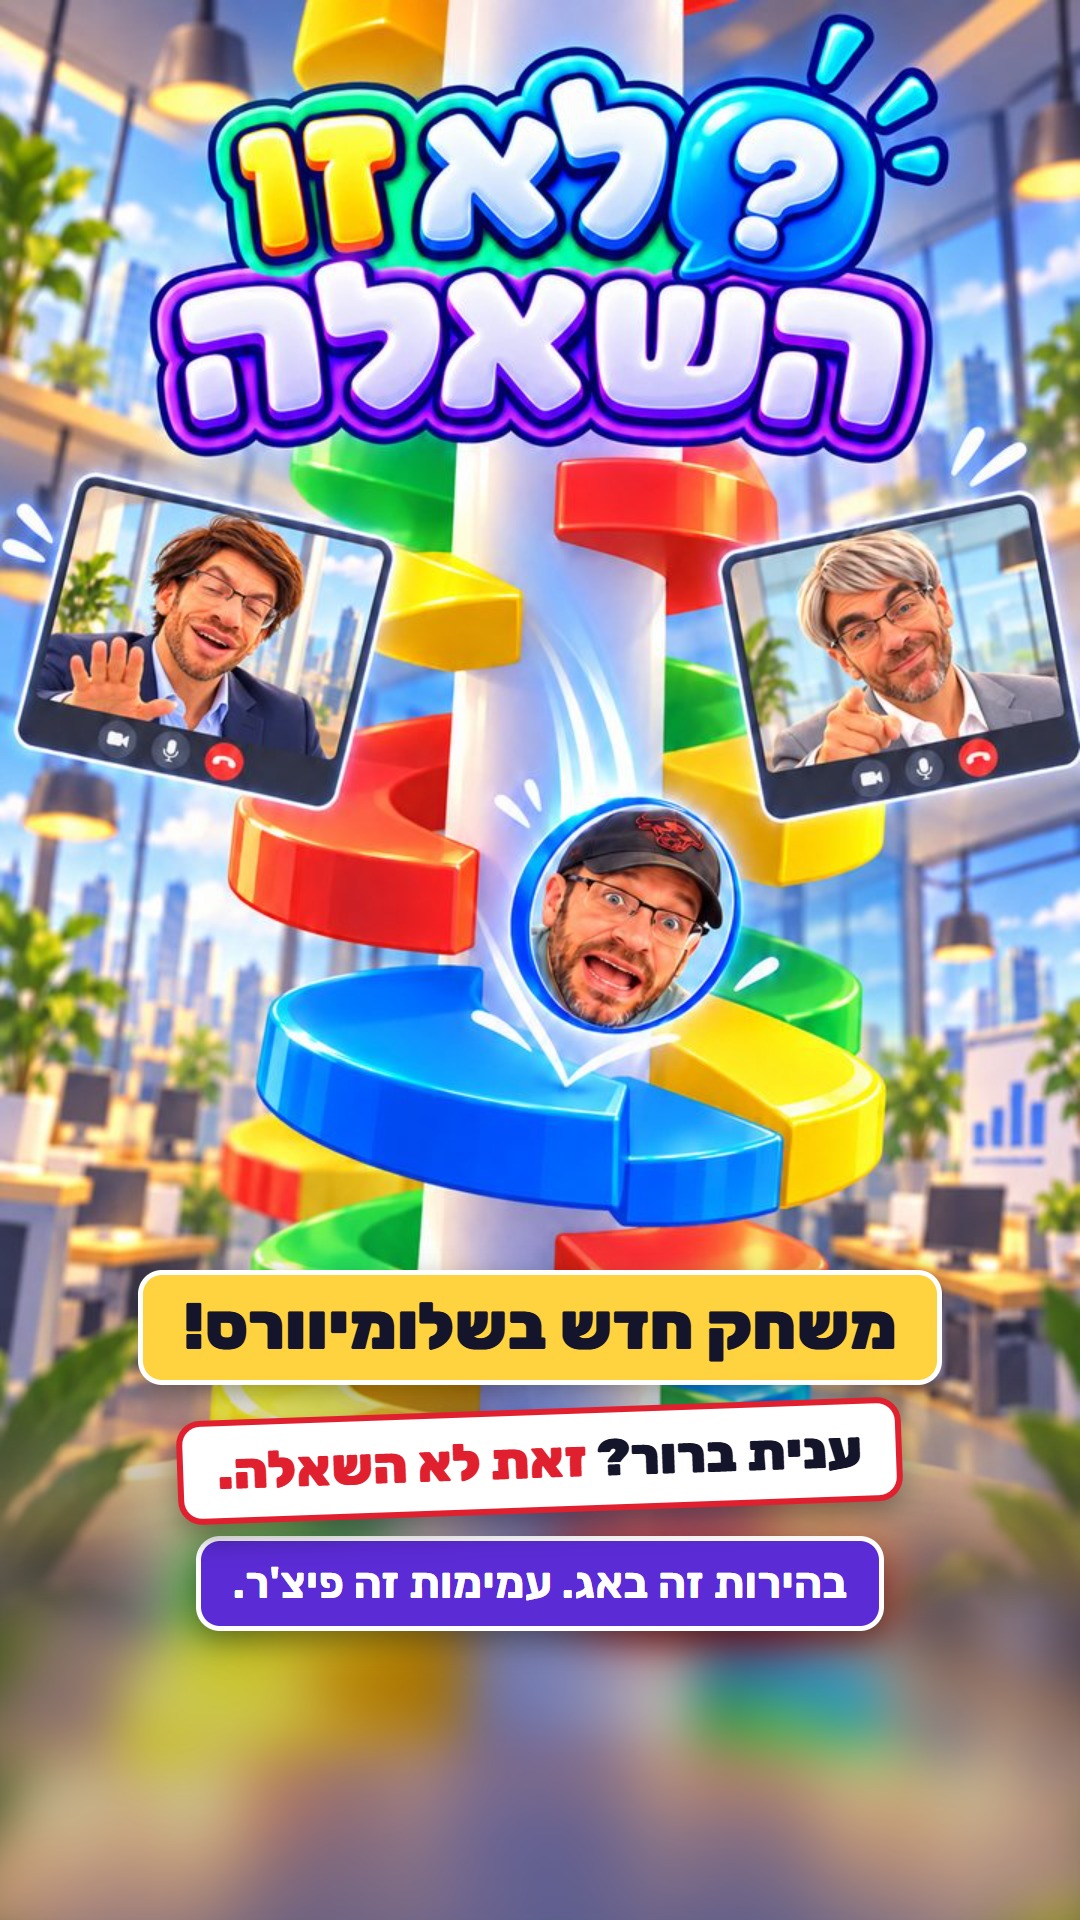 ? לא זו
השאלה
משחק חדש בשלומיוורס!
ענית ברור? זאת לא השאלה.
בהירות זה באג. עמימות זה פיצ'ר.